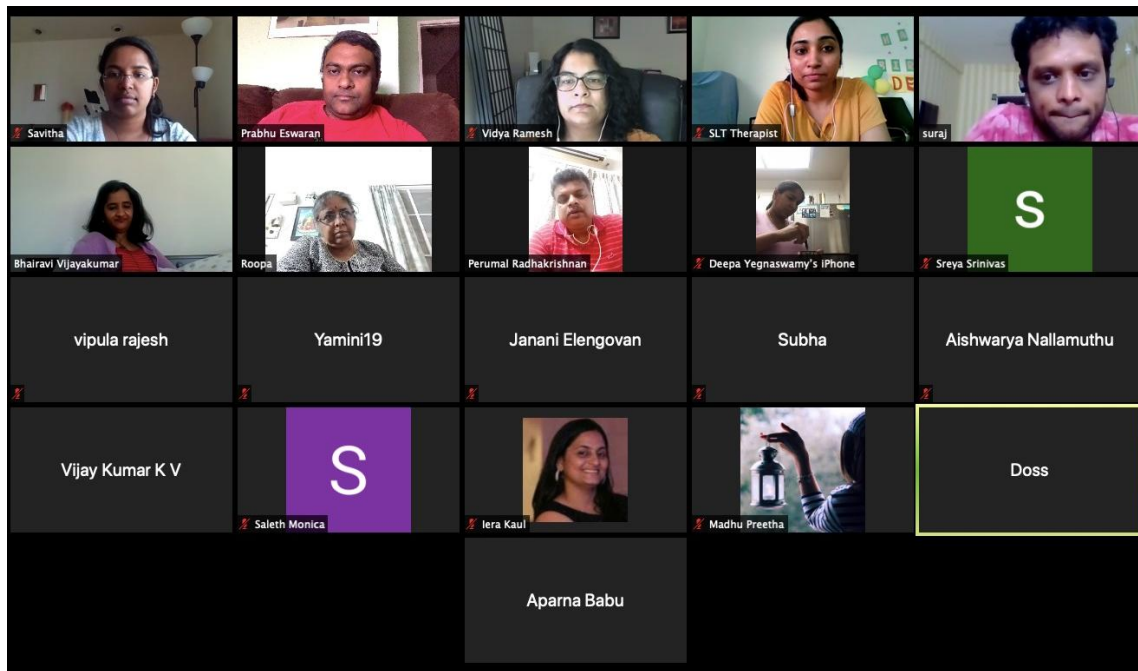 Savitha
Prabhu Eswaran
Vidya Ramesh
SLT Therapist
suraj
DE
Bhairavi Vijayakumar
Roopa
Perumal Radhakrishnan
Deepa Yegnaswamy's iPhone
S
Sreya Srinivas
vipula rajesh
Yamini19
Janani Elengovan
Subha
Aishwarya Nallamuthu
Vijay Kumar K V
S
Saleth Monica
Iera Kaul
Madhu Preetha
Doss
Aparna Babu